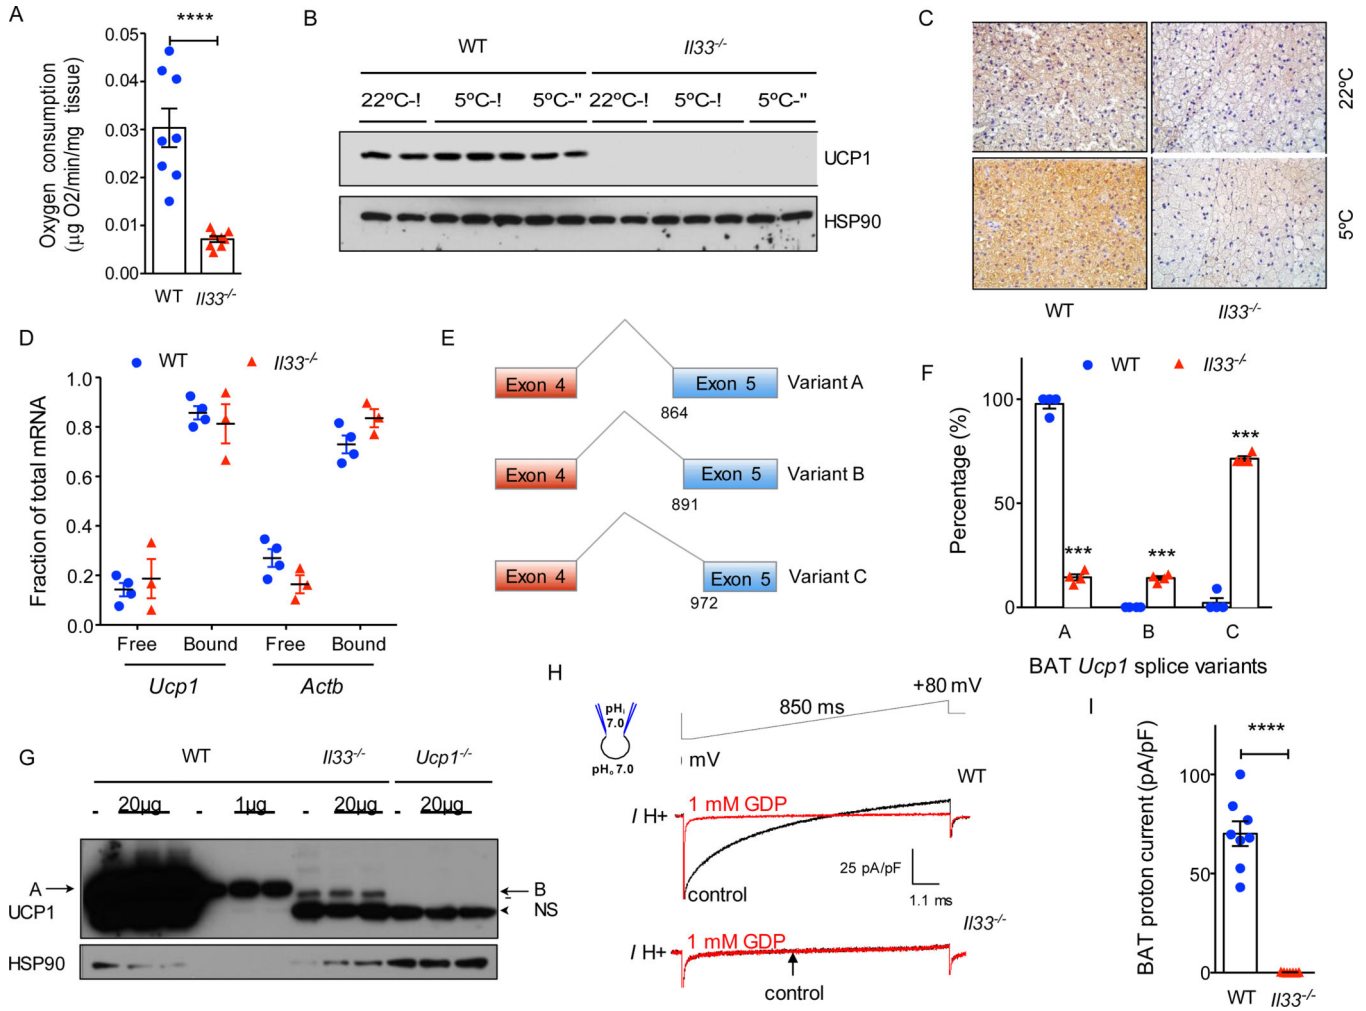 A
****
Oxygen consumption
(µg O2/min/mg tissue)
0.05
0.04
0.03
0.02
0.01
0.00
WT Il33-/-
B
WT Il33-/-
22ºC-! 5ºC-! 5ºC-" 22ºC-! 5ºC-! 5ºC-"
UCP1
HSP90
C
22ºC
5ºC
WT Il33-/-
D
WT Il33-/-
Fraction of total mRNA
1.0
0.8
0.6
0.4
0.2
0.0
Free Bound Free Bound
Ucp1 Actb
E
Exon 4 Exon 5 Variant A
864
Exon 4 Exon 5 Variant B
891
Exon 4 Exon 5 Variant C
972
F
WT Il33-/-
Percentage (%)
100
50
0
*** *** ***
A B C
BAT Ucp1 splice variants
G
WT Il33-/- Ucp1-/-
- 20µg - 1µg - 20µg - 20µg
A
UCP1
B
NS
HSP90
H
pHi
7.0
pHo 7.0
+80 mV
850 ms
mV
WT
I H+
1 mM GDP
control
25 pA/pF
1.1 ms
Il33-/-
I H+
1 mM GDP
control
I
****
BAT proton current (pA/pF)
100
50
0
WT Il33-/-